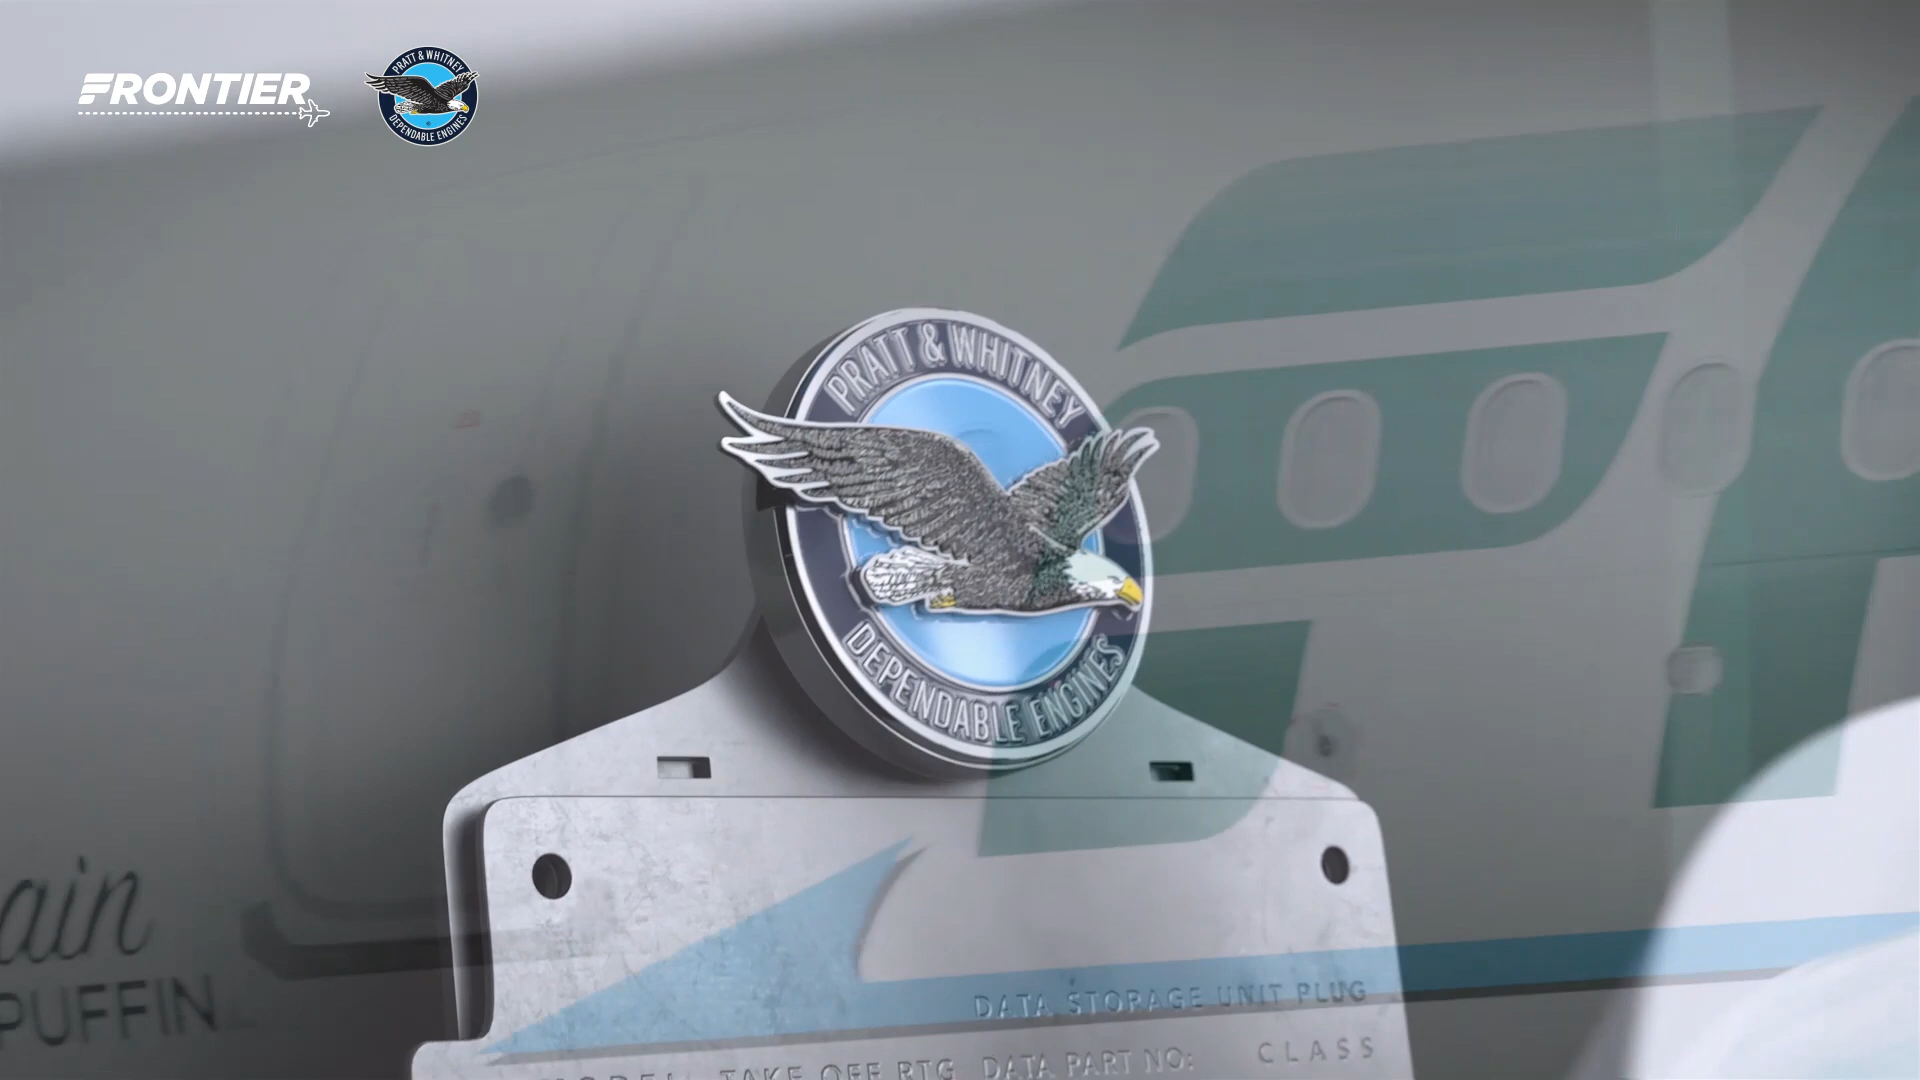 FRONTIER
PRATT & WHITNEY
DEPENDABLE ENGINES
PRATT & WHITNEY
DEPENDABLE ENGINES
ain
PUFFIN
DATA STORAGE UNIT PLUG
TAKE OFF RTG DATA PART NO: CLASS